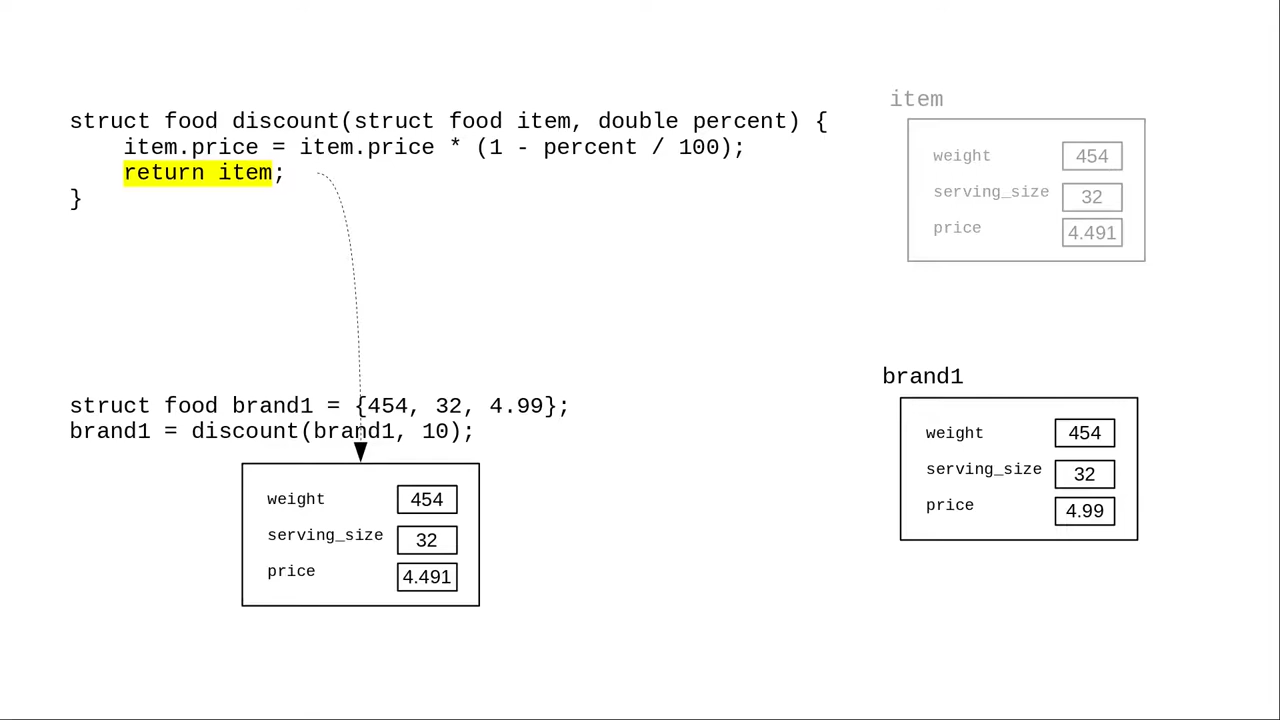 struct food discount(struct food item, double percent) {
    item.price = item.price * (1 - percent / 100);
    return item;
}
item
weight 454
serving_size 32
price 4.491
struct food brand1 = {454, 32, 4.99};
brand1 = discount(brand1, 10);
weight 454
serving_size 32
price 4.491
brand1
weight 454
serving_size 32
price 4.99